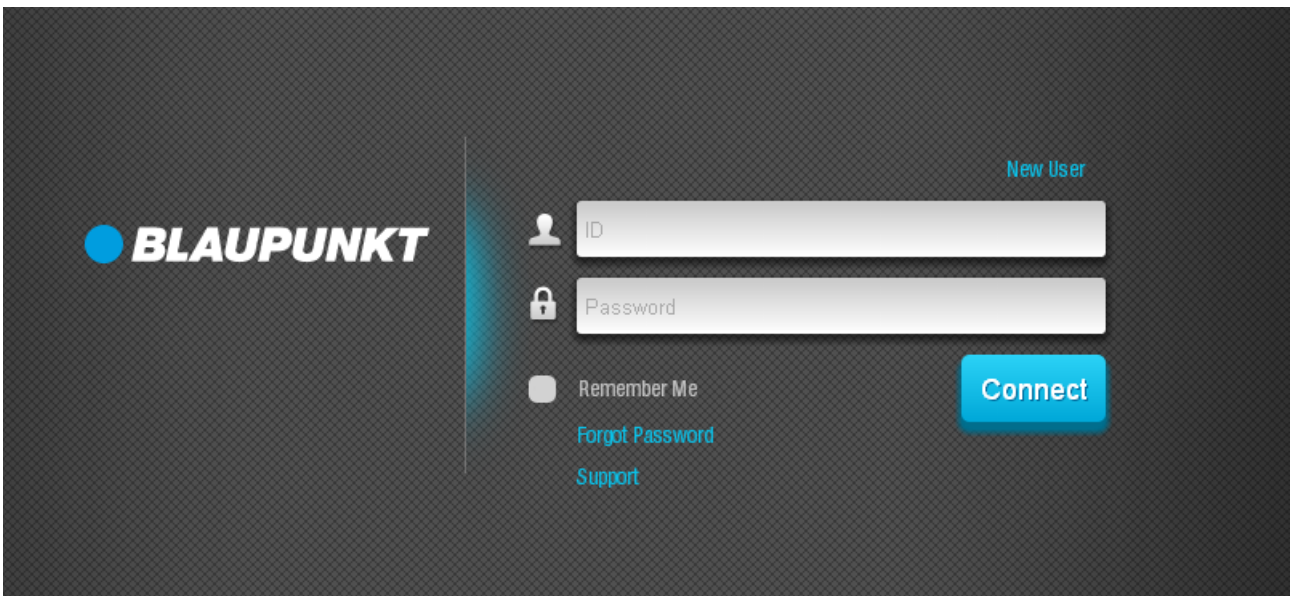 New User
BLAUPUNKT
ID
Password
Remember Me
Connect
Forgot Password
Support